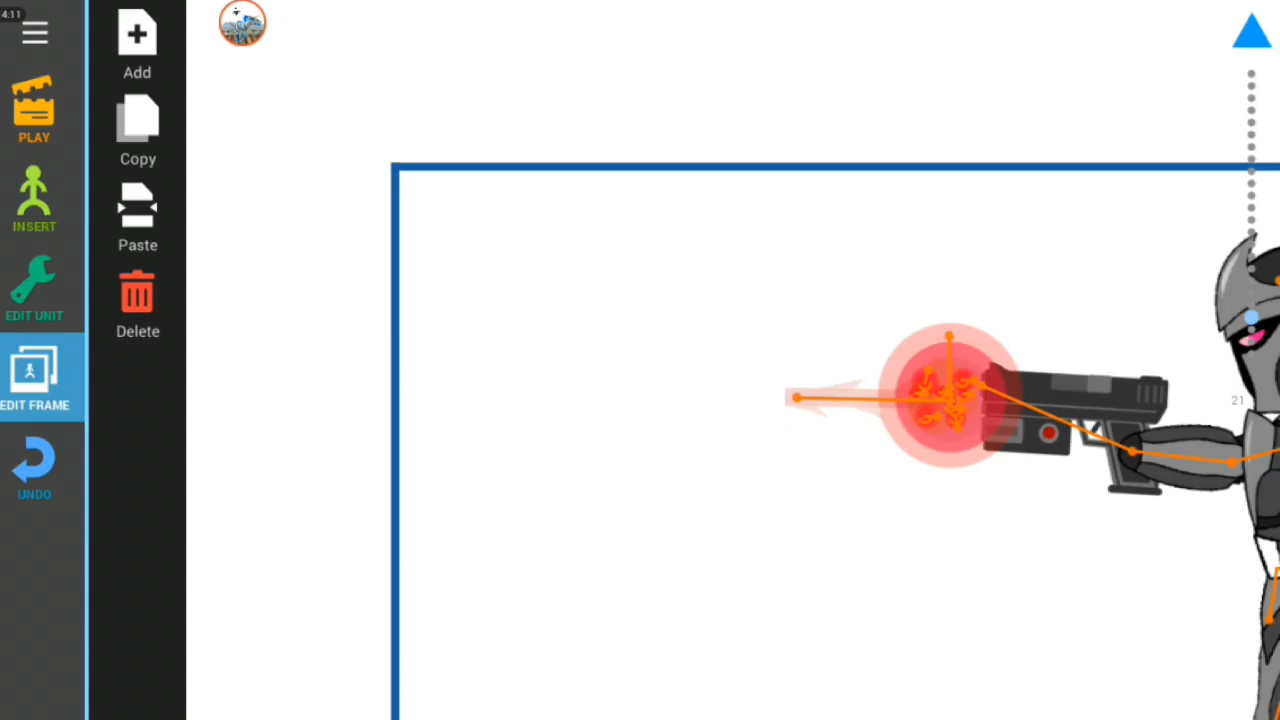 4:11
Add
PLAY
Copy
INSERT
Paste
EDIT UNIT
Delete
EDIT FRAME
21
UNDO